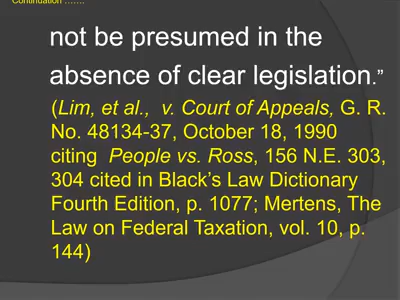 Continuation …….
not be presumed in the
absence of clear legislation.”
(Lim, et al.,  v. Court of Appeals, G. R.
No. 48134-37, October 18, 1990
citing  People vs. Ross, 156 N.E. 303,
304 cited in Black’s Law Dictionary
Fourth Edition, p. 1077; Mertens, The
Law on Federal Taxation, vol. 10, p.
144)